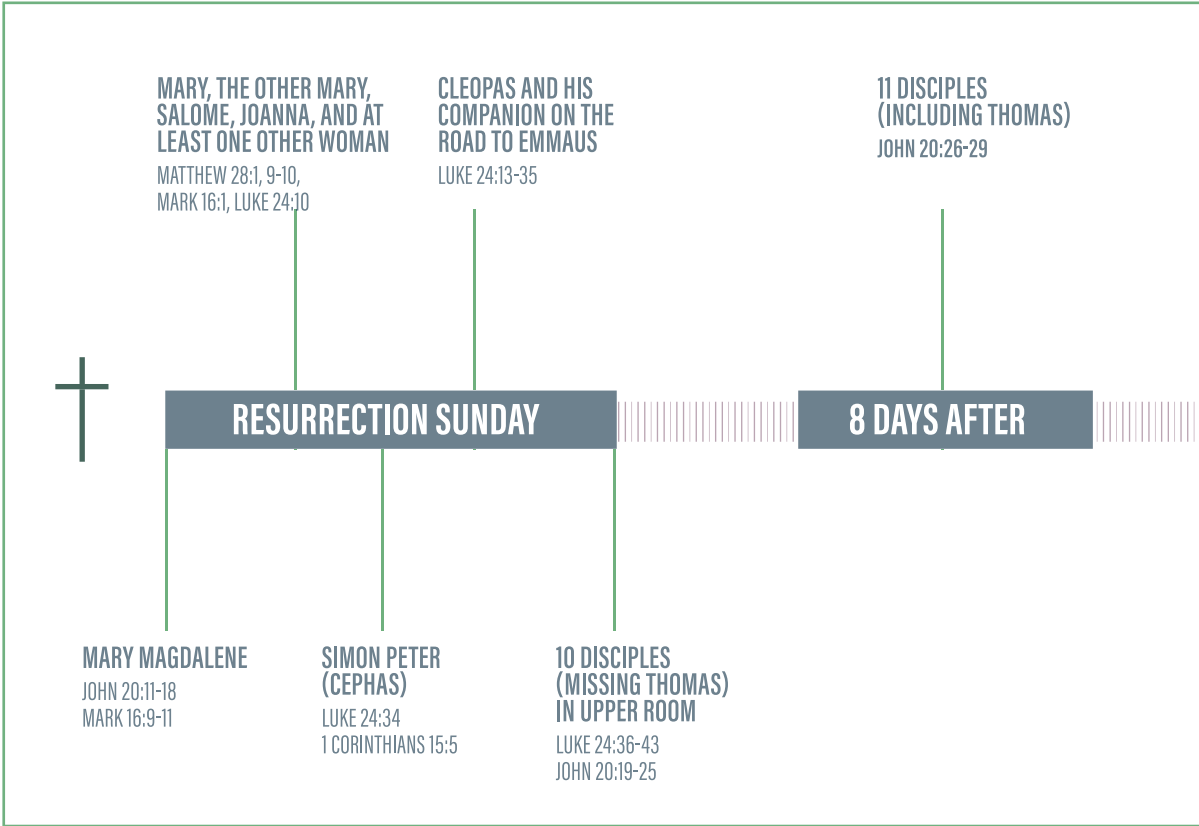 MARY, THE OTHER MARY,
SALOME, JOANNA, AND AT
LEAST ONE OTHER WOMAN
MATTHEW 28:1, 9-10,
MARK 16:1, LUKE 24:10
CLEOPAS AND HIS
COMPANION ON THE
ROAD TO EMMAUS
LUKE 24:13-35
11 DISCIPLES
(INCLUDING THOMAS)
JOHN 20:26-29
RESURRECTION SUNDAY
8 DAYS AFTER
MARY MAGDALENE
JOHN 20:11-18
MARK 16:9-11
SIMON PETER
(CEPHAS)
LUKE 24:34
1 CORINTHIANS 15:5
10 DISCIPLES
(MISSING THOMAS)
IN UPPER ROOM
LUKE 24:36-43
JOHN 20:19-25